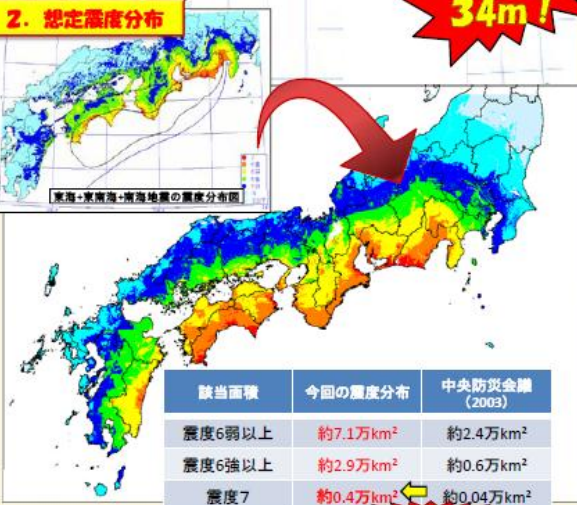 2. 想定震度分布
34m!
東海+東南海+南海地震の震度分布図
該当面積 今回の震度分布 中央防災会議（2003）
震度6弱以上 約7.1万km² 約2.4万km²
震度6強以上 約2.9万km² 約0.6万km²
震度7 約0.4万km² 約0.04万km²